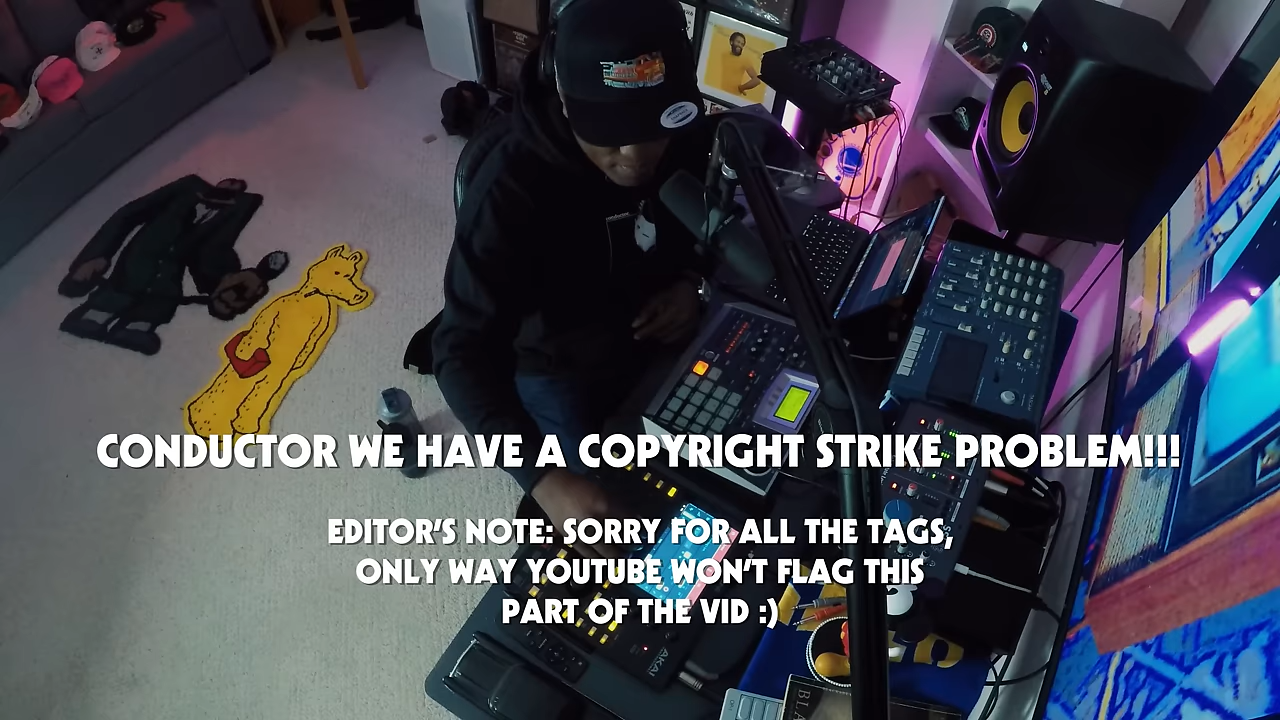 CONDUCTOR WE HAVE A COPYRIGHT STRIKE PROBLEM!!!
EDITOR'S NOTE: SORRY FOR ALL THE TAGS,
ONLY WAY YOUTUBE WON'T FLAG THIS
PART OF THE VID :)
AKAI